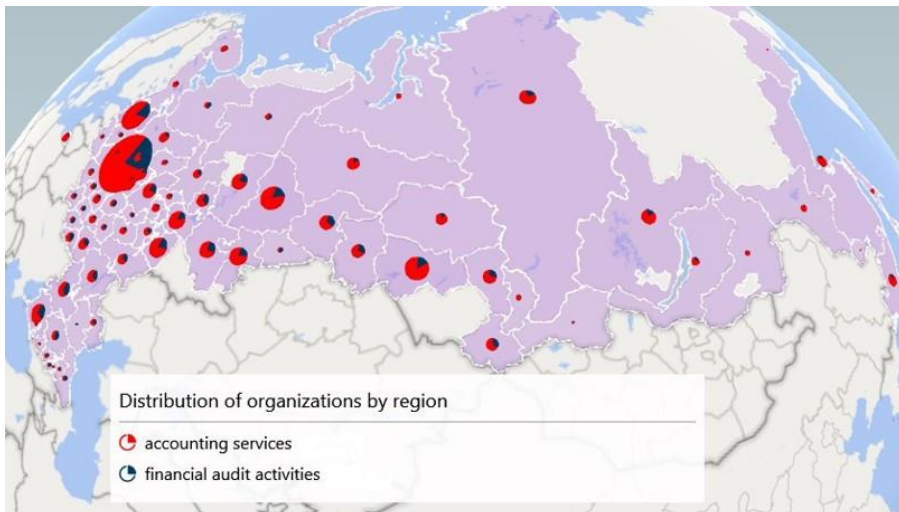 Distribution of organizations by region
accounting services
financial audit activities